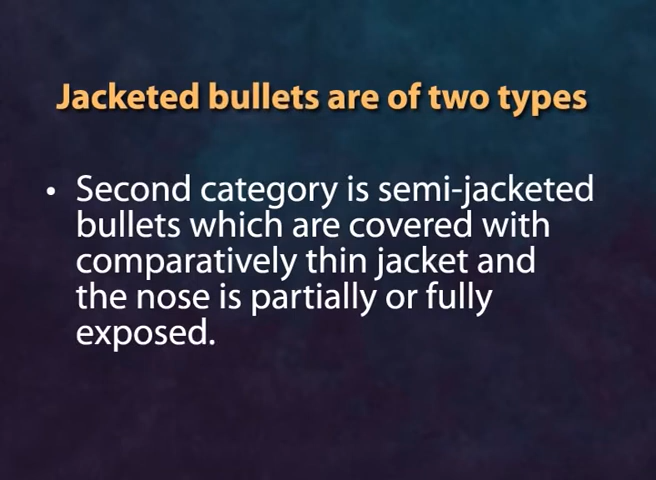 Jacketed bullets are of two types
• Second category is semi-jacketed
bullets which are covered with
comparatively thin jacket and
the nose is partially or fully
exposed.